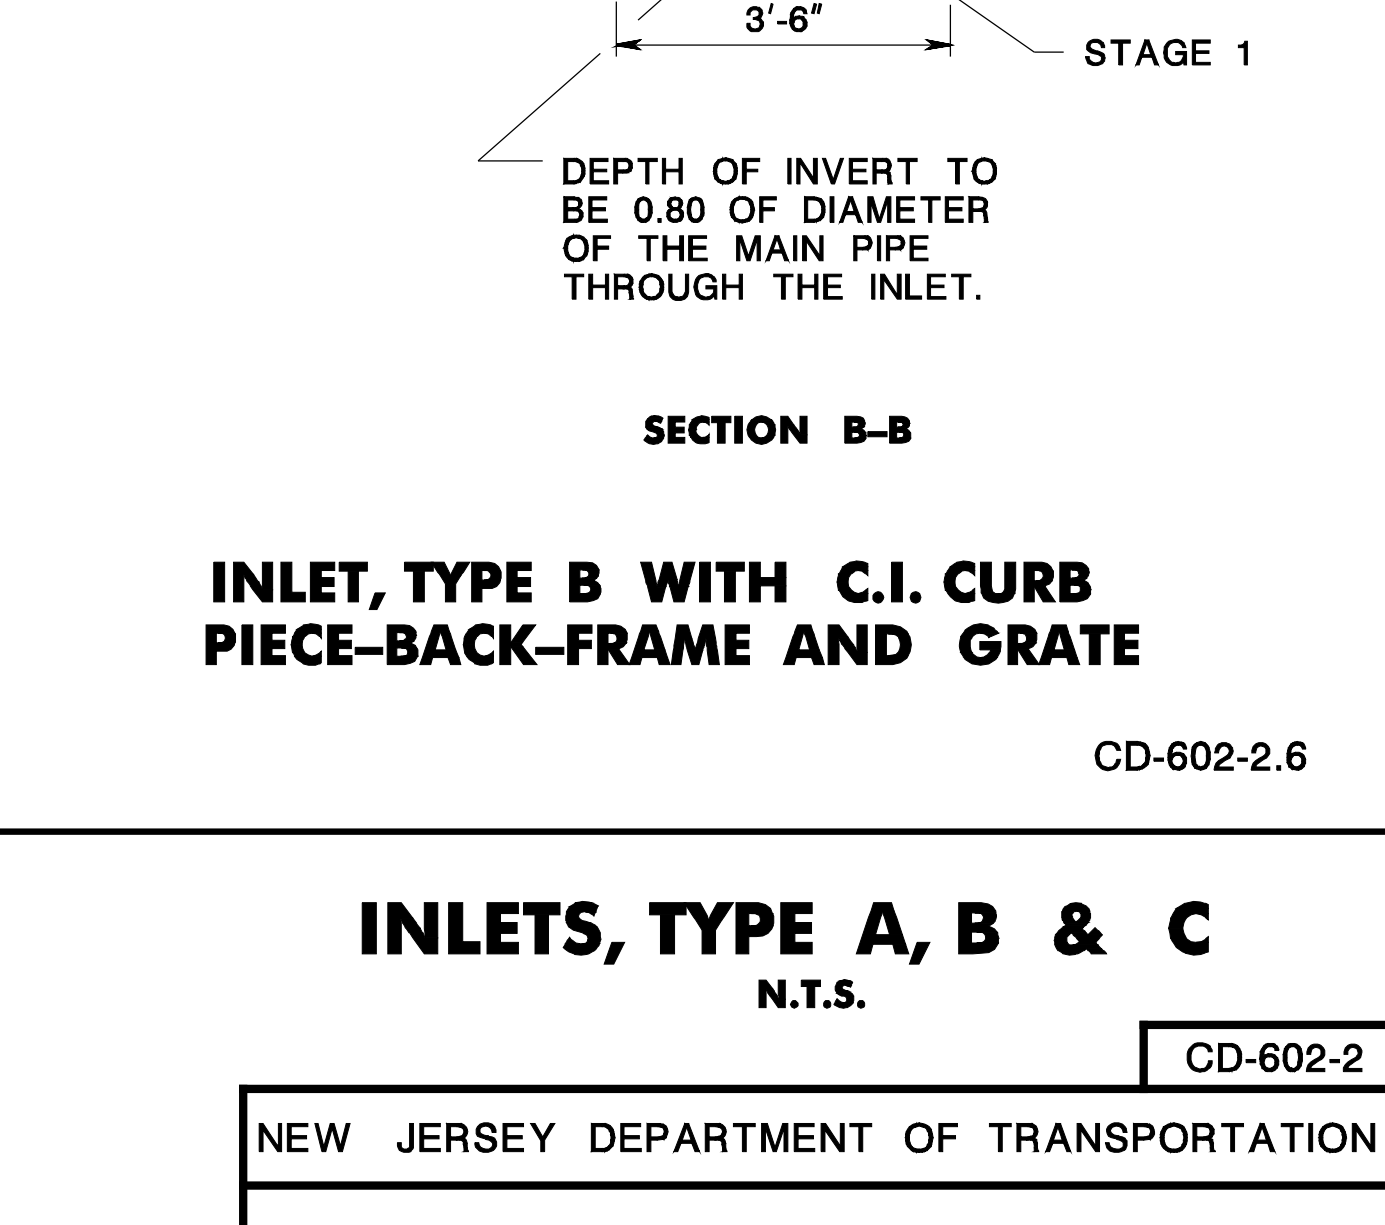 3'-6"
STAGE 1
DEPTH OF INVERT TO
BE 0.80 OF DIAMETER
OF THE MAIN PIPE
THROUGH THE INLET.
SECTION B–B
INLET, TYPE B WITH C.I. CURB
PIECE–BACK–FRAME AND GRATE
CD-602-2.6
INLETS, TYPE A, B & C
N.T.S.
CD-602-2
NEW JERSEY DEPARTMENT OF TRANSPORTATION